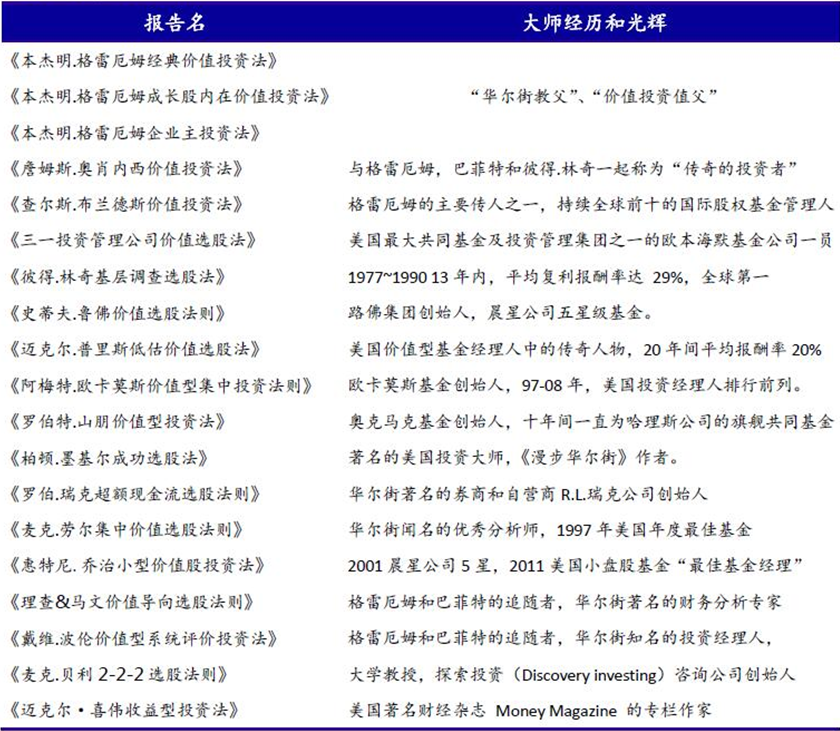 报告名 大师经历和光辉
《本杰明.格雷厄姆经典价值投资法》
《本杰明.格雷厄姆成长股内在价值投资法》 “华尔街教父”、“价值投资值父”
《本杰明.格雷厄姆企业主投资法》
《詹姆斯.奥肖内西价值投资法》 与格雷厄姆，巴菲特和彼得.林奇一起称为“传奇的投资者”
《查尔斯.布兰德斯价值投资法》 格雷厄姆的主要传人之一，持续全球前十的国际股权基金管理人
《三一投资管理公司价值选股法》 美国最大共同基金及投资管理集团之一的欧本海默基金公司一员
《彼得.林奇基层调查选股法》 1977~1990 13 年内，平均复利报酬率达 29%，全球第一
《史蒂夫.鲁佛价值选股法则》 路佛集团创始人，晨星公司五星级基金。
《迈克尔.普里斯低估价值选股法》 美国价值型基金经理人中的传奇人物，20 年间平均报酬率 20%
《阿梅特.欧卡莫斯价值型集中投资法则》 欧卡莫斯基金创始人，97-08 年，美国投资经理人排行前列。
《罗伯特.山朋价值型投资法》 奥克马克基金创始人，十年间一直为哈理斯公司的旗舰共同基金
《柏顿.墨基尔成功选股法》 著名的美国投资大师，《漫步华尔街》作者。
《罗伯.瑞克超额现金流选股法则》 华尔街著名的券商和自营商 R.L.瑞克公司创始人
《麦克.劳尔集中价值选股法则》 华尔街闻名的优秀分析师，1997 年美国年度最佳基金
《惠特尼. 乔治小型价值股投资法》 2001 晨星公司 5 星，2011 美国小盘股基金“最佳基金经理”
《理查&马文价值导向选股法则》 格雷厄姆和巴菲特的追随者，华尔街著名的财务分析专家
《戴维.波伦价值型系统评价投资法》 格雷厄姆和巴菲特的追随者，华尔街知名的投资经理人，
《麦克.贝利 2-2-2 选股法则》 大学教授，探索投资（Discovery investing）咨询公司创始人
《迈克尔·喜伟收益型投资法》 美国著名财经杂志 Money Magazine 的专栏作家